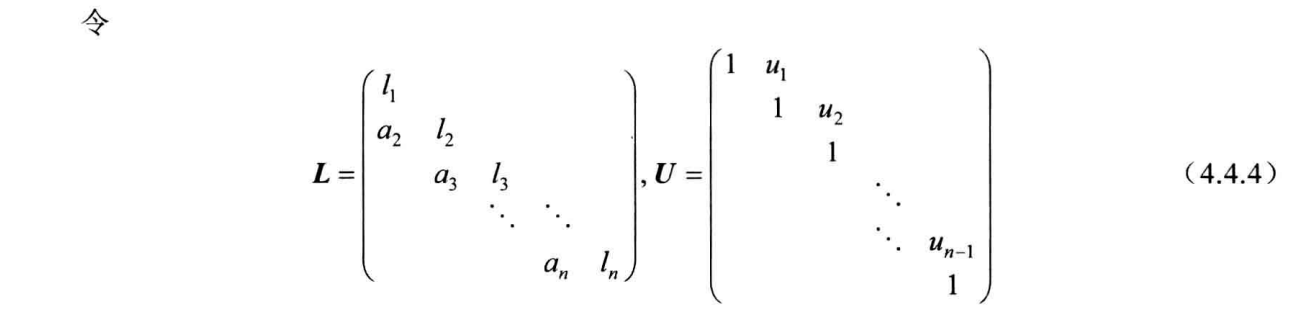 令
L = ( l₁
a₂ l₂
a₃ l₃
⋱ ⋱
aₙ lₙ ) , U = ( 1 u₁
1 u₂
1
⋱
⋱ uₙ₋₁
1 ) （4.4.4）